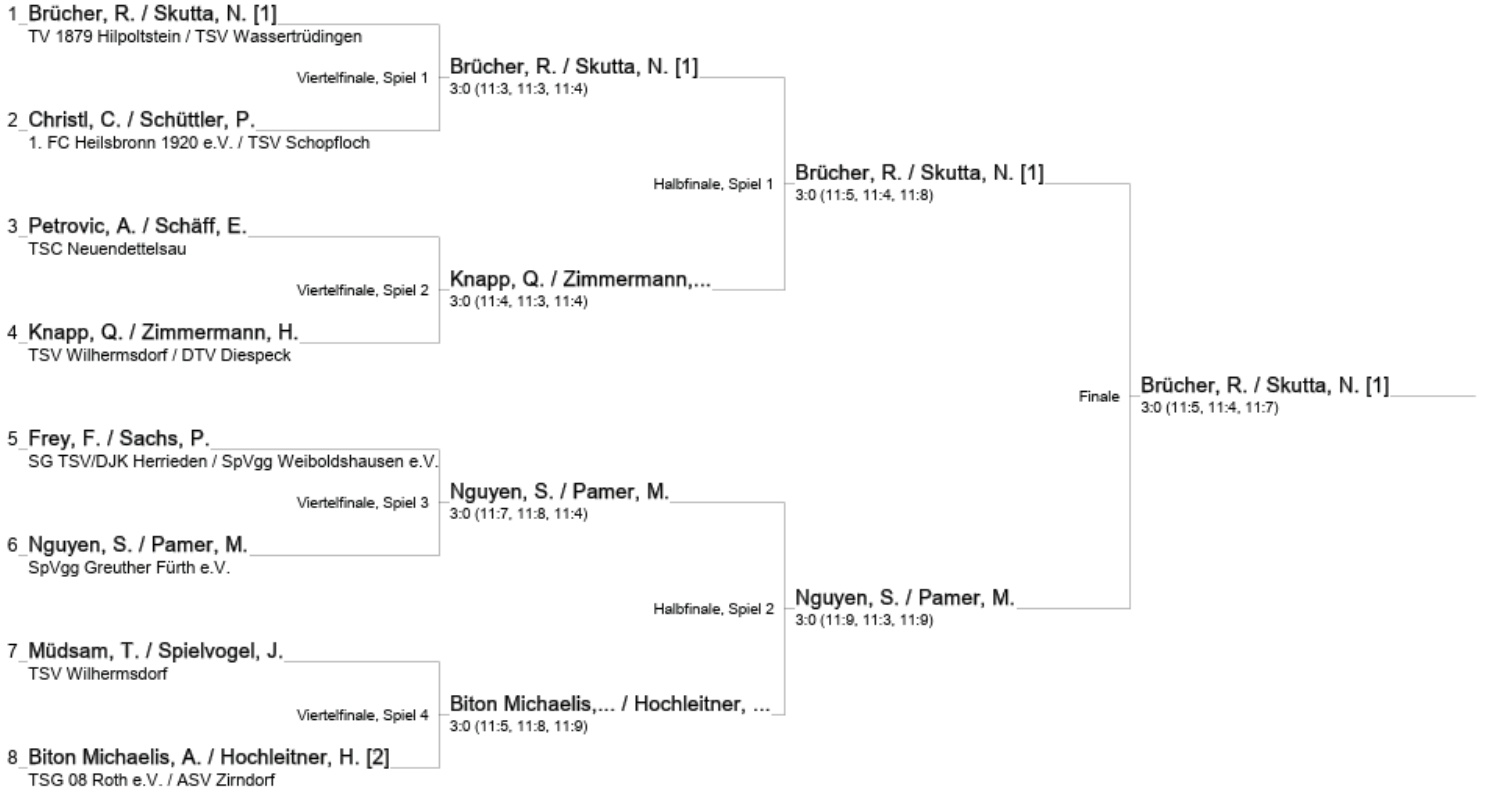 1 Brücher, R. / Skutta, N. [1]
TV 1879 Hilpoltstein / TSV Wassertrüdingen
Viertelfinale, Spiel 1
Brücher, R. / Skutta, N. [1]
3:0 (11:3, 11:3, 11:4)
2 Christl, C. / Schüttler, P.
1. FC Heilsbronn 1920 e.V. / TSV Schopfloch
Halbfinale, Spiel 1
Brücher, R. / Skutta, N. [1]
3:0 (11:5, 11:4, 11:8)
3 Petrovic, A. / Schäff, E.
TSC Neuendettelsau
Viertelfinale, Spiel 2
Knapp, Q. / Zimmermann,...
3:0 (11:4, 11:3, 11:4)
4 Knapp, Q. / Zimmermann, H.
TSV Wilhermsdorf / DTV Diespeck
Finale
Brücher, R. / Skutta, N. [1]
3:0 (11:5, 11:4, 11:7)
5 Frey, F. / Sachs, P.
SG TSV/DJK Herrieden / SpVgg Weiboldshausen e.V.
Viertelfinale, Spiel 3
Nguyen, S. / Pamer, M.
3:0 (11:7, 11:8, 11:4)
6 Nguyen, S. / Pamer, M.
SpVgg Greuther Fürth e.V.
Halbfinale, Spiel 2
Nguyen, S. / Pamer, M.
3:0 (11:9, 11:3, 11:9)
7 Müdsam, T. / Spielvogel, J.
TSV Wilhermsdorf
Viertelfinale, Spiel 4
Biton Michaelis,... / Hochleitner, ...
3:0 (11:5, 11:8, 11:9)
8 Biton Michaelis, A. / Hochleitner, H. [2]
TSG 08 Roth e.V. / ASV Zirndorf